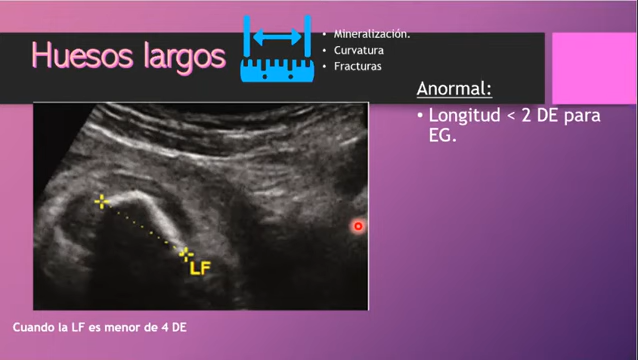 Huesos largos
• Mineralización.
• Curvatura
• Fracturas
Anormal:
• Longitud < 2 DE para
EG.
LF
Cuando la LF es menor de 4 DE